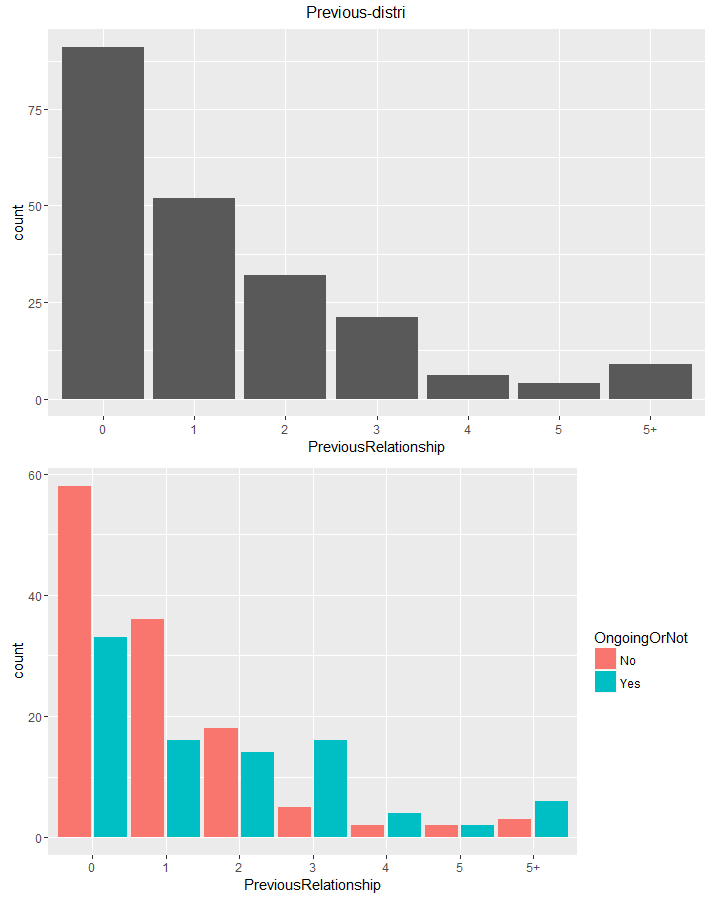 Previous-distri
75
50
25
0
count
0 1 2 3 4 5 5+
PreviousRelationship
60
40
20
0
count
0 1 2 3 4 5 5+
PreviousRelationship
OngoingOrNot
No
Yes